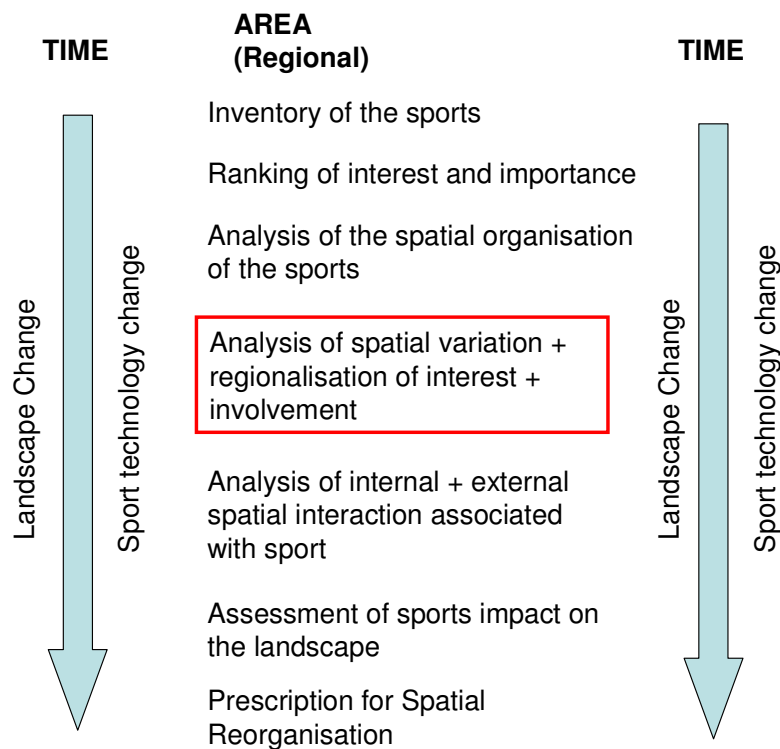 TIME
AREA
(Regional)
TIME
Inventory of the sports
Ranking of interest and importance
Analysis of the spatial organisation
of the sports
Analysis of spatial variation +
regionalisation of interest +
involvement
Analysis of internal + external
spatial interaction associated
with sport
Assessment of sports impact on
the landscape
Prescription for Spatial
Reorganisation
Landscape Change
Sport technology change
Landscape Change
Sport technology change